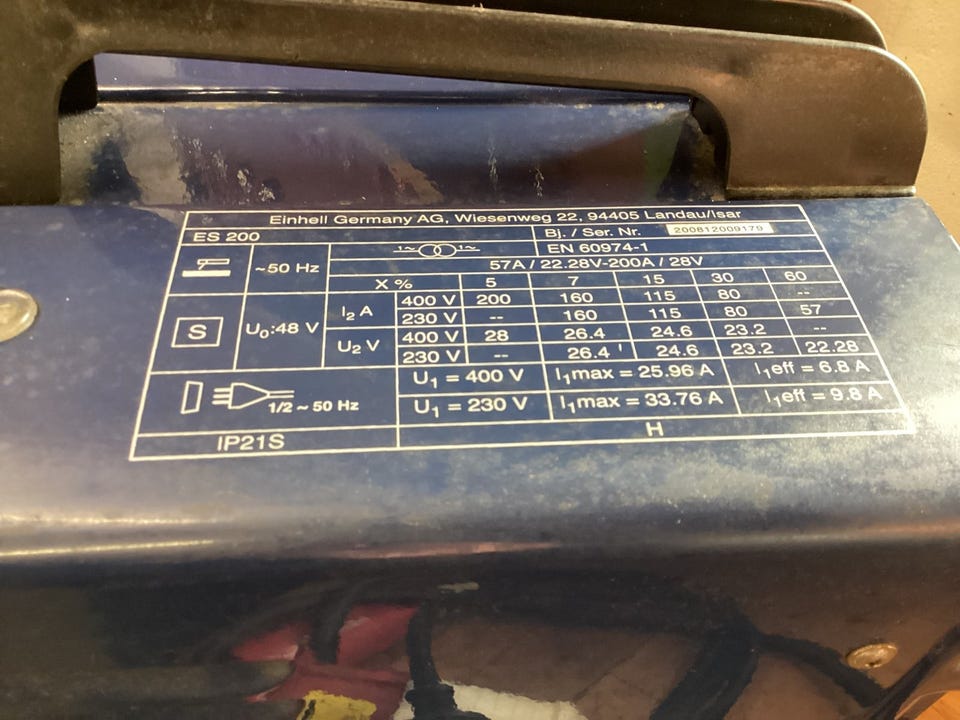 Einhell Germany AG, Wiesenweg 22, 94405 Landau/Isar
ES 200
Bj. / Ser. Nr. 200812009179
1~ 1~
EN 60974-1
~50 Hz
57A / 22.28V-200A / 28V
X % 5 7 15 30 60
S
U₀:48 V
I₂ A
400 V 200 160 115 80 --
230 V -- 160 115 80 57
U₂ V
400 V 28 26.4 24.6 23.2 --
230 V -- 26.4 24.6 23.2 22.28
1/2 ~ 50 Hz
U₁ = 400 V I₁max = 25.96 A I₁eff = 6.8 A
U₁ = 230 V I₁max = 33.76 A I₁eff = 9.8 A
IP21S
H